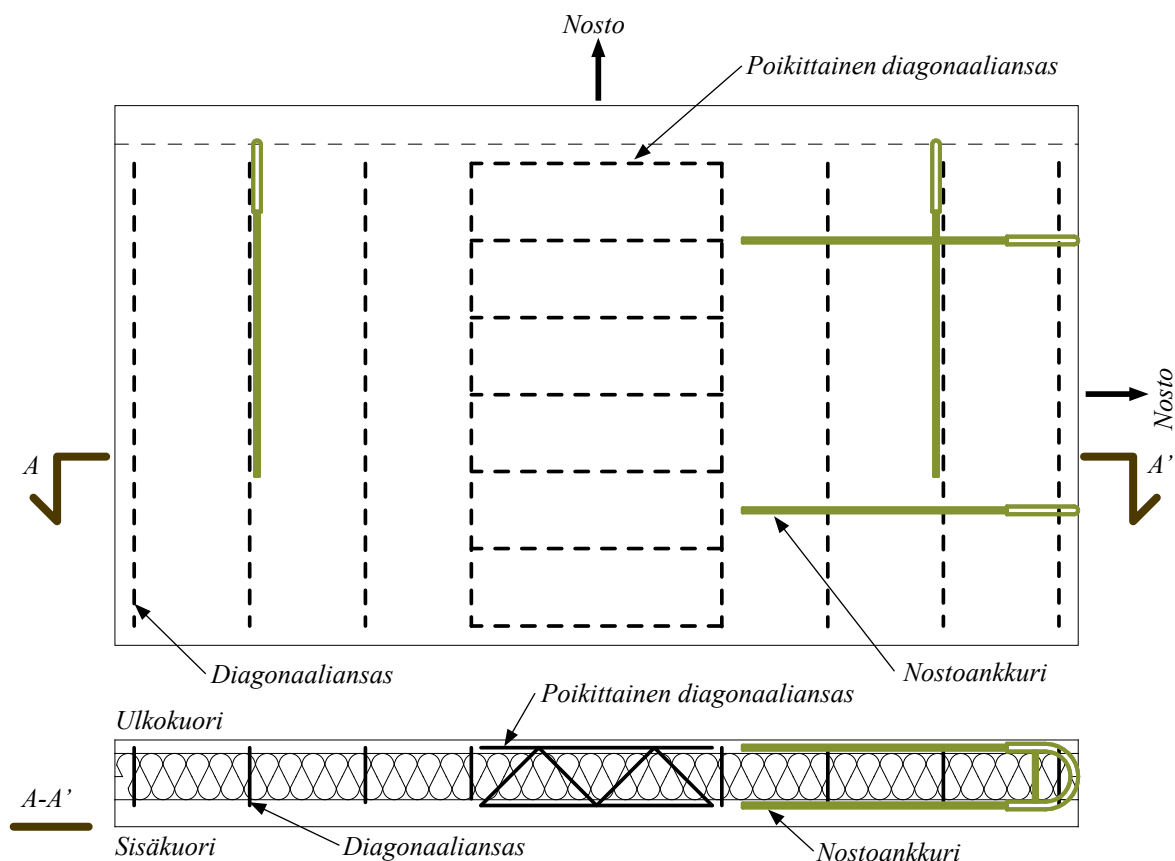 Nosto
Poikittainen diagonaaliansas
Nosto
A
A’
Diagonaaliansas
Nostoankkuri
Poikittainen diagonaaliansas
Ulkokuori
A-A’
Sisäkuori
Diagonaaliansas
Nostoankkuri